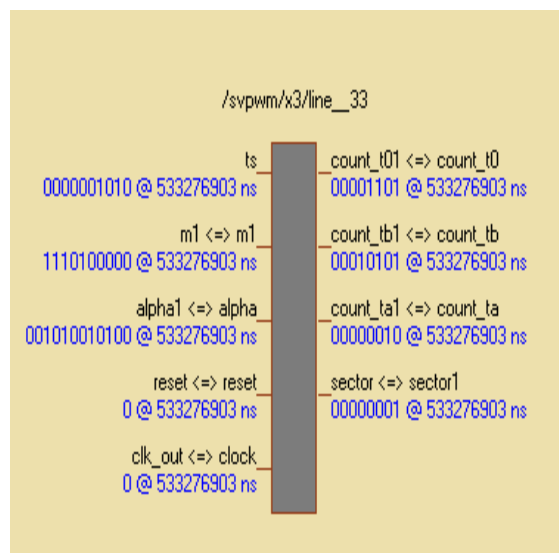 /svpwm/x3/line__33
ts
0000001010 @ 533276903 ns
m1 <=> m1
1110100000 @ 533276903 ns
alpha1 <=> alpha
001010010100 @ 533276903 ns
reset <=> reset
0 @ 533276903 ns
clk_out <=> clock
0 @ 533276903 ns
count_t01 <=> count_t0
00001101 @ 533276903 ns
count_tb1 <=> count_tb
00010101 @ 533276903 ns
count_ta1 <=> count_ta
00000010 @ 533276903 ns
sector <=> sector1
00000001 @ 533276903 ns